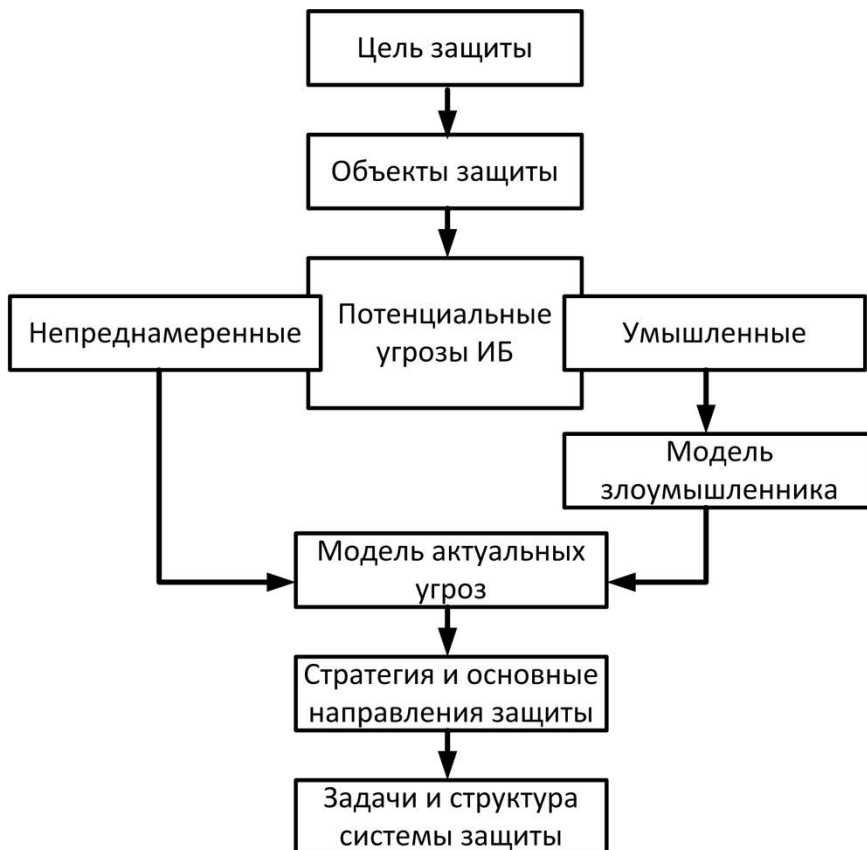 Цель защиты
Объекты защиты
Непреднамеренные
Потенциальные
угрозы ИБ
Умышленные
Модель
злоумышленника
Модель актуальных
угроз
Стратегия и основные
направления защиты
Задачи и структура
системы защиты